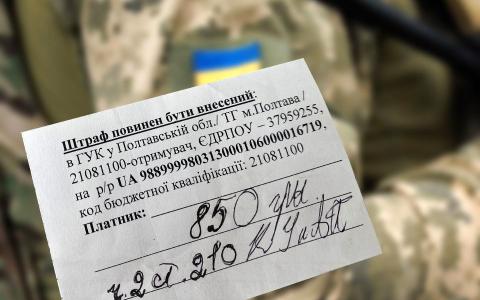 Штраф повинен бути внесений:
в ГУК у Полтавській обл./ ТГ м.Полтава /
21081100-отримувач, ЄДРПОУ – 37959255,
на р/р UA 988999980313000106000016719,
код бюджетної кваліфікації: 21081100
Платник: 850 грн
ч.2 ст.210 КУпАП